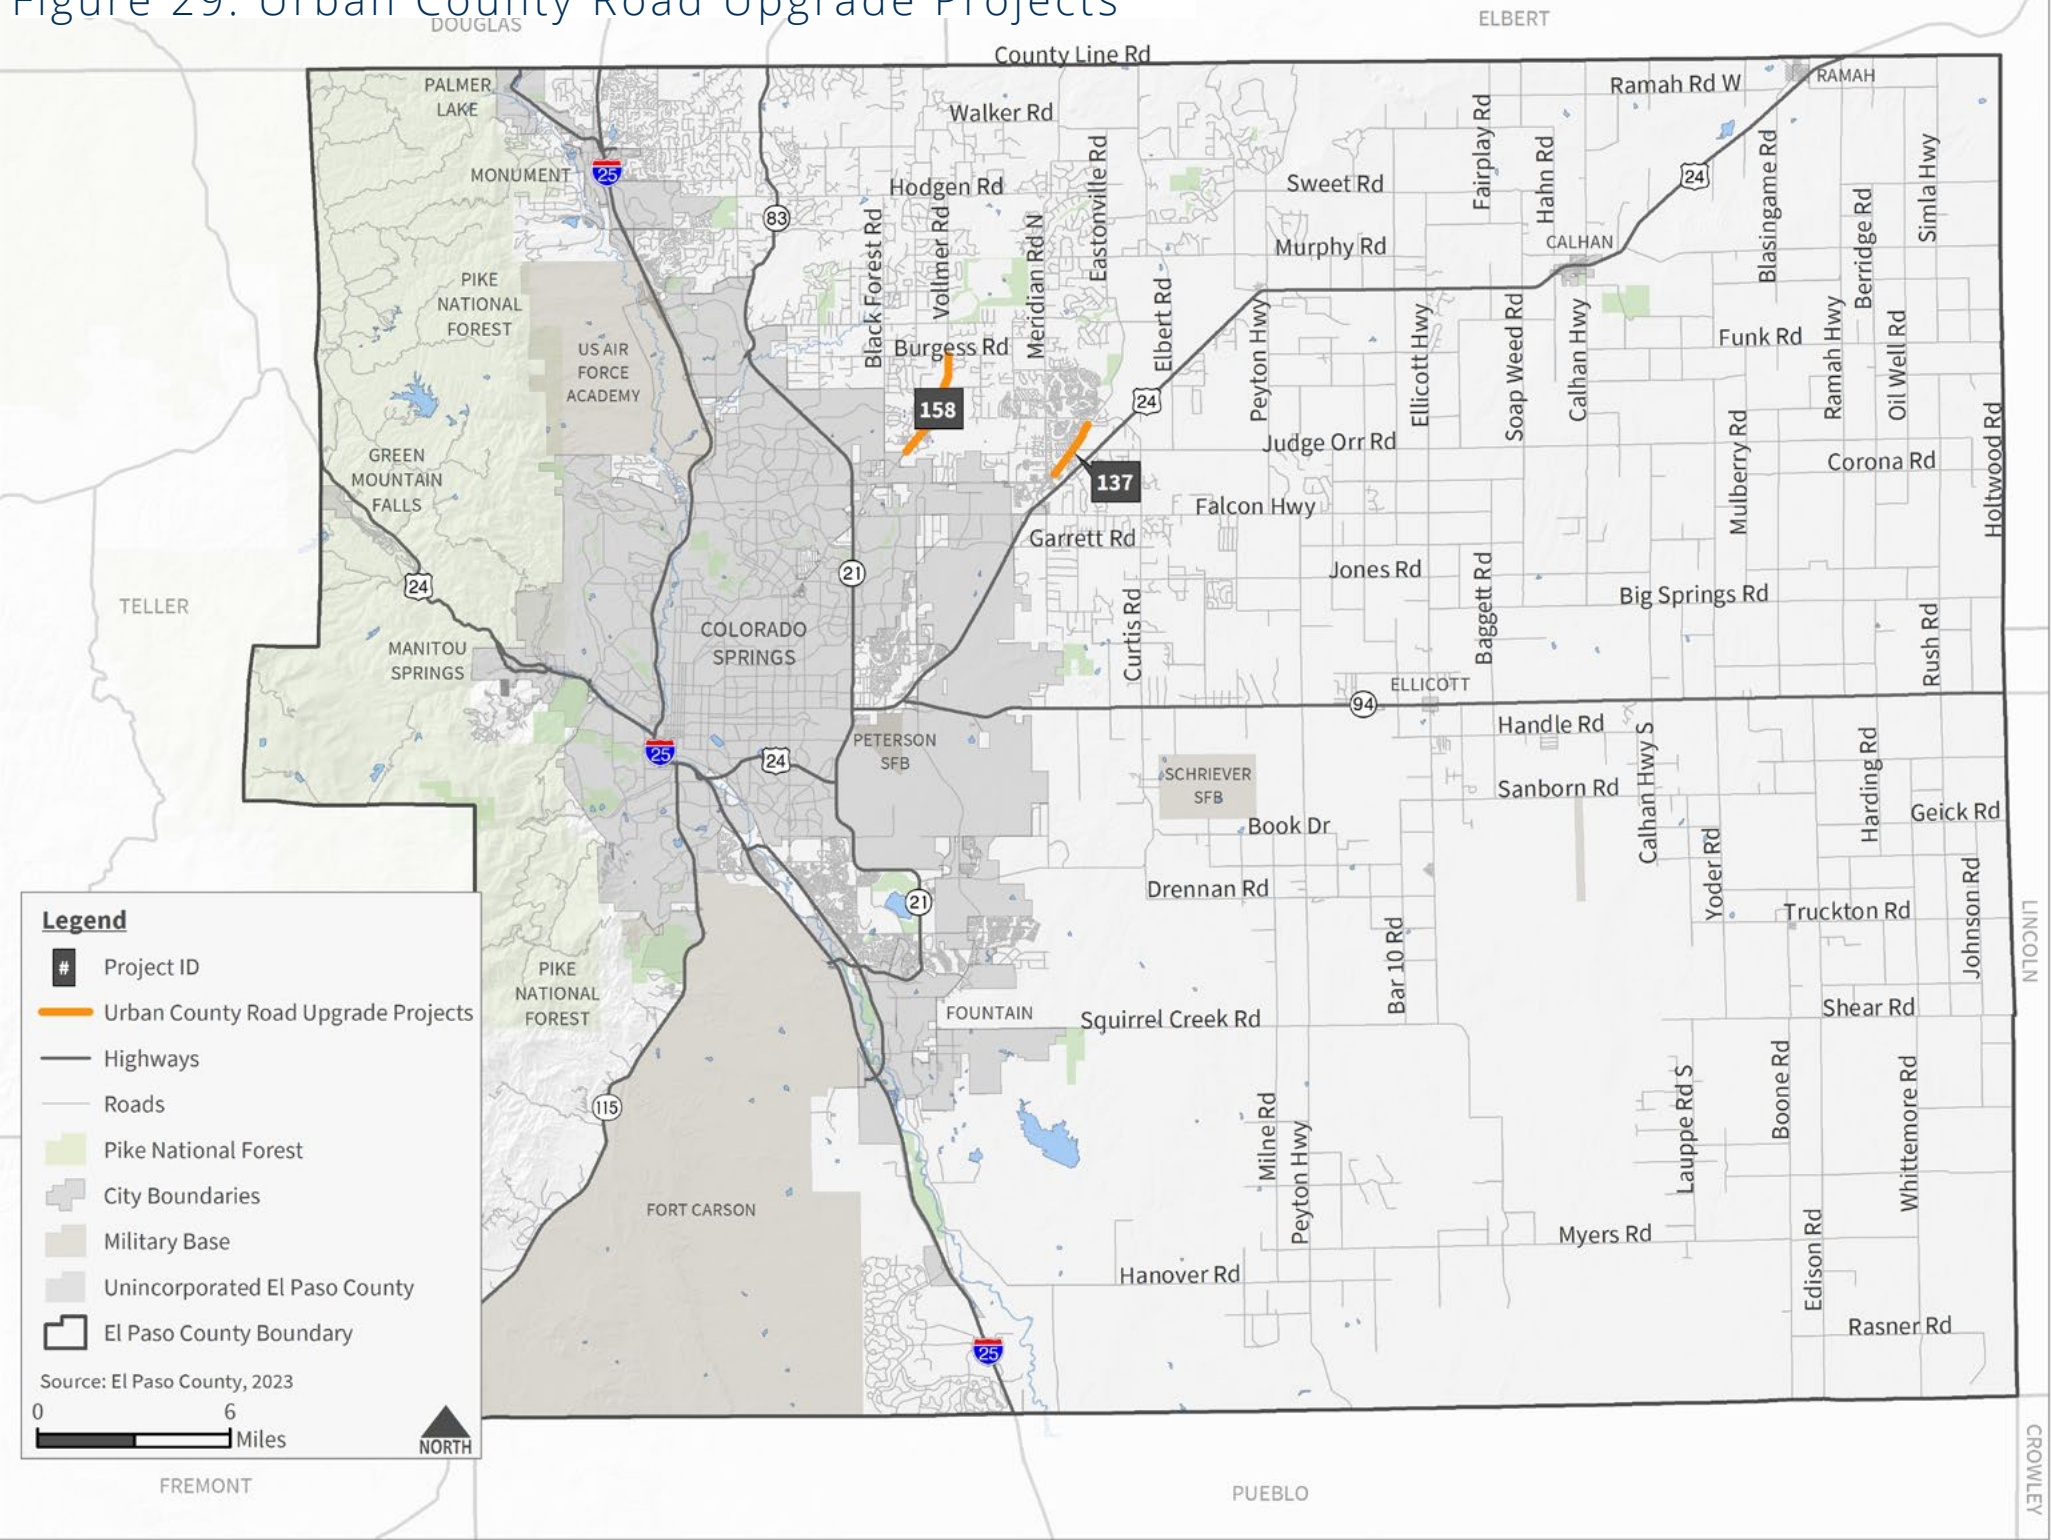 Figure 29. Urban County Road Upgrade Projects
DOUGLAS
ELBERT
County Line Rd
PALMER
LAKE
Walker Rd
Ramah Rd W
RAMAH
MONUMENT
25
Hodgen Rd
83
Black Forest Rd
Vollmer Rd
Meridian Rd N
Eastonville Rd
Elbert Rd
Sweet Rd
Murphy Rd
Fairplay Rd
Hahn Rd
24
CALHAN
Blasingame Rd
Berridge Rd
Simla Hwy
PIKE
NATIONAL
FOREST
US AIR
FORCE
ACADEMY
Burgess Rd
158
24
Peyton Hwy
Ellicott Hwy
Soap Weed Rd
Calhan Hwy
Funk Rd
Ramah Hwy
Oil Well Rd
Mulberry Rd
Holtwood Rd
Judge Orr Rd
Corona Rd
137
GREEN
MOUNTAIN
FALLS
Falcon Hwy
Garrett Rd
24
21
Jones Rd
Baggett Rd
Big Springs Rd
TELLER
COLORADO
SPRINGS
MANITOU
SPRINGS
Curtis Rd
Rush Rd
ELLICOTT
94
Handle Rd
25
24
PETERSON
SFB
SCHRIEVER
SFB
Sanborn Rd
Calhan Hwy S
Harding Rd
Geick Rd
Book Dr
Yoder Rd
Drennan Rd
21
Truckton Rd
Johnson Rd
LINCOLN
Bar 10 Rd
PIKE
NATIONAL
FOREST
FOUNTAIN
Squirrel Creek Rd
Shear Rd
115
Milne Rd
Peyton Hwy
Lauppe Rd S
Boone Rd
Whittemore Rd
FORT CARSON
Myers Rd
Edison Rd
Hanover Rd
Rasner Rd
25
Legend
# Project ID
Urban County Road Upgrade Projects
Highways
Roads
Pike National Forest
City Boundaries
Military Base
Unincorporated El Paso County
El Paso County Boundary
Source: El Paso County, 2023
0 6
Miles
NORTH
FREMONT
PUEBLO
CROWLEY